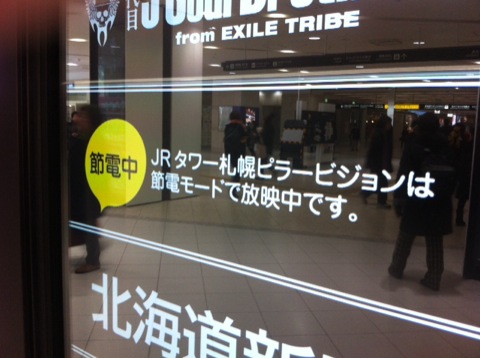 from EXILE TRIBE
節電中
JRタワー札幌ピラービジョンは
節電モードで放映中です。
北海道新